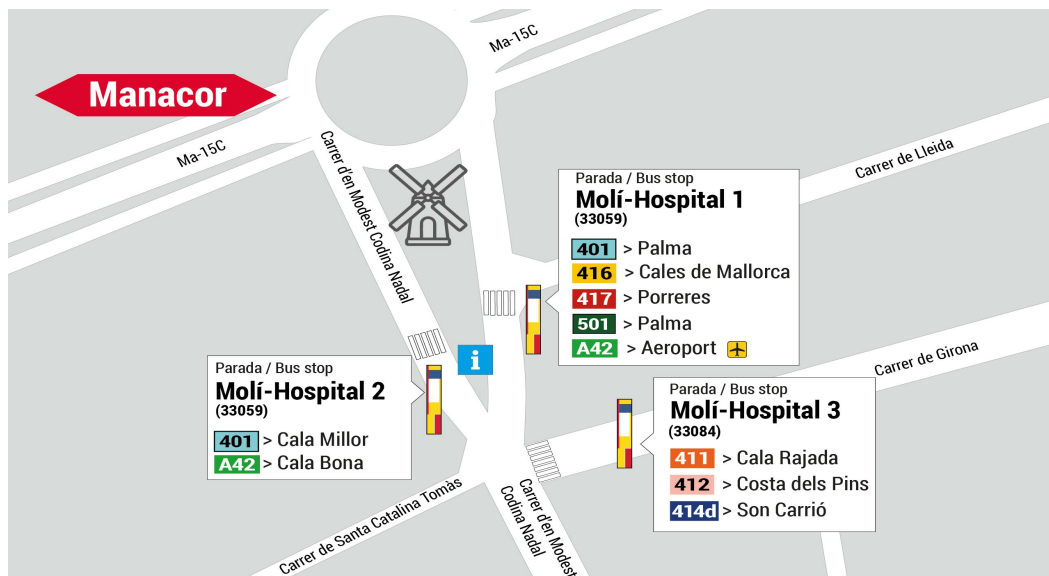 Ma-15C
Manacor
Ma-15C
Carrer d'en Modest Codina Nadal
Carrer de Lleida
Parada / Bus stop
Molí-Hospital 1
(33059)
401 > Palma
416 > Cales de Mallorca
417 > Porreres
501 > Palma
A42 > Aeroport
i
Carrer de Girona
Parada / Bus stop
Molí-Hospital 2
(33059)
401 > Cala Millor
A42 > Cala Bona
Parada / Bus stop
Molí-Hospital 3
(33084)
411 > Cala Rajada
412 > Costa dels Pins
414d > Son Carrió
Carrer de Santa Catalina Tomàs
Carrer d'en Modest
Codina Nadal